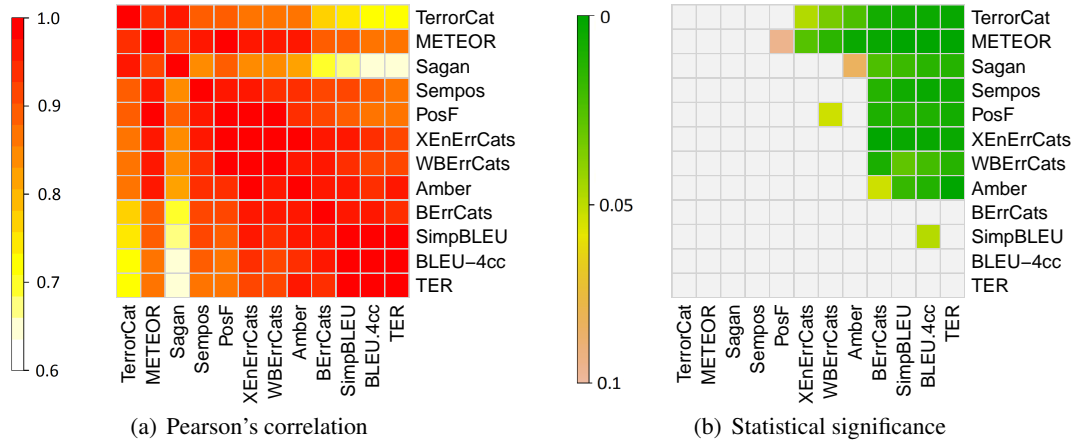 1.0
0.9
0.8
0.7
0.6
TerrorCat
METEOR
Sagan
Sempos
PosF
XEnErrCats
WBErrCats
Amber
BErrCats
SimpBLEU
BLEU−4cc
TER
TerrorCat
METEOR
Sagan
Sempos
PosF
XEnErrCats
WBErrCats
Amber
BErrCats
SimpBLEU
BLEU.4cc
TER
(a) Pearson's correlation
0
0.05
0.1
TerrorCat
METEOR
Sagan
Sempos
PosF
XEnErrCats
WBErrCats
Amber
BErrCats
SimpBLEU
BLEU−4cc
TER
TerrorCat
METEOR
Sagan
Sempos
PosF
XEnErrCats
WBErrCats
Amber
BErrCats
SimpBLEU
BLEU.4cc
TER
(b) Statistical significance